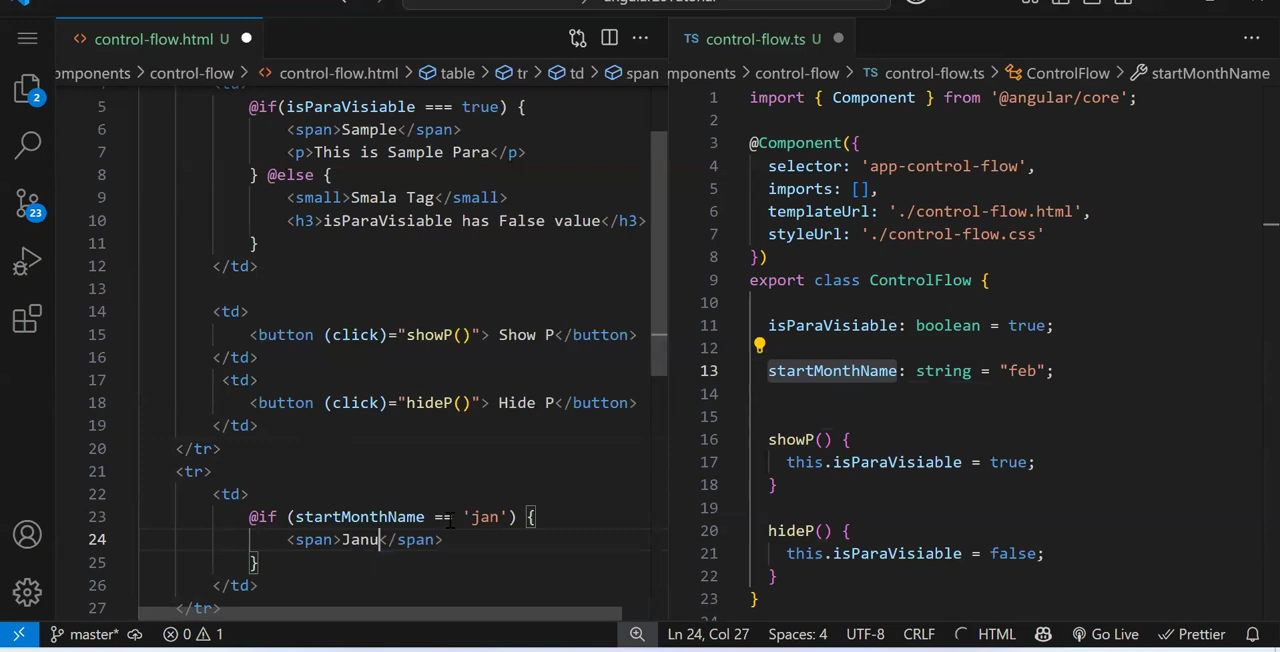 control-flow.html U
TS control-flow.ts U
omponents > control-flow > control-flow.html > table > tr > td > span
mponents > control-flow > TS control-flow.ts > ControlFlow > startMonthName
5 @if(isParaVisiable === true) {
6 <span>Sample</span>
7 <p>This is Sample Para</p>
8 } @else {
9 <small>Smala Tag</small>
10 <h3>isParaVisiable has False value</h3>
11 }
12 </td>
13
14 <td>
15 <button (click)="showP()"> Show P</button>
16 </td>
17 <td>
18 <button (click)="hideP()"> Hide P</button>
19 </td>
20 </tr>
21 <tr>
22 <td>
23 @if (startMonthName == 'jan') {
24 <span>Janu</span>
25 }
26 </td>
27 </tr>
1 import { Component } from '@angular/core';
2
3 @Component({
4 selector: 'app-control-flow',
5 imports: [],
6 templateUrl: './control-flow.html',
7 styleUrl: './control-flow.css'
8 })
9 export class ControlFlow {
10
11 isParaVisiable: boolean = true;
12
13 startMonthName: string = "feb";
14
15
16 showP() {
17 this.isParaVisiable = true;
18 }
19
20 hideP() {
21 this.isParaVisiable = false;
22 }
23 }
2
23
master* 0 1 Ln 24, Col 27 Spaces: 4 UTF-8 CRLF HTML Go Live Prettier